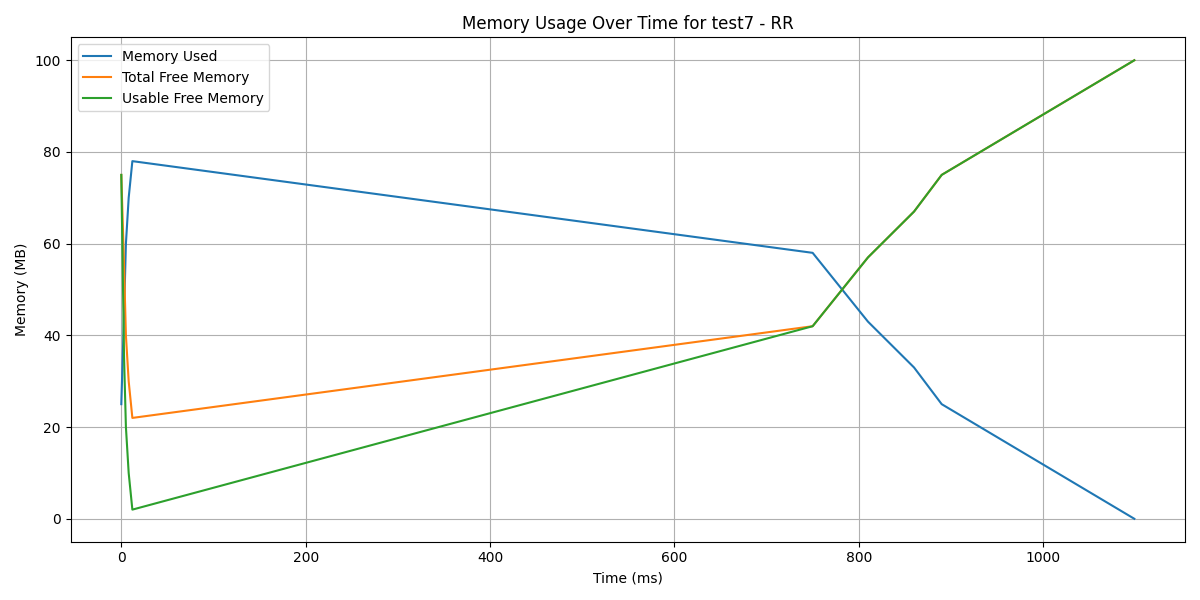 Memory Usage Over Time for test7 - RR
Memory Used
Total Free Memory
Usable Free Memory
Memory (MB)
100
80
60
40
20
0
0 200 400 600 800 1000
Time (ms)